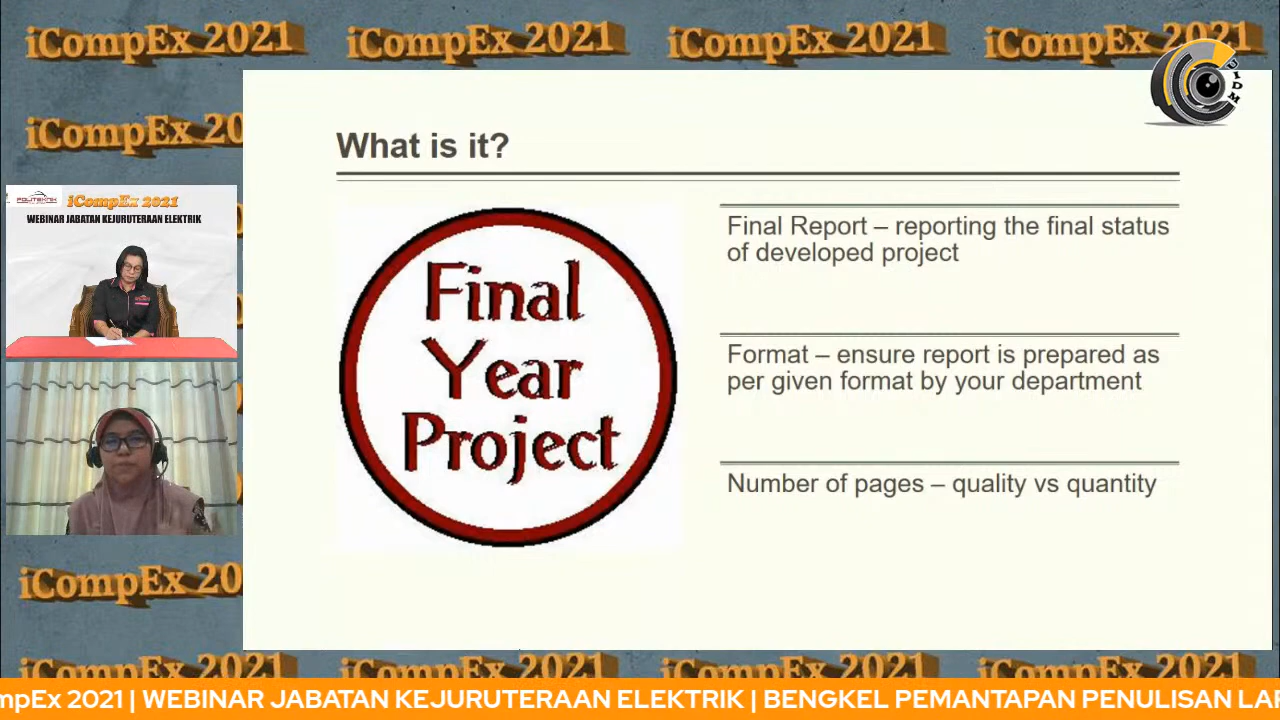 iCompEx 2021 iCompEx 2021 iCompEx 2021 iCompEx 2021
UIDM
iCompEx 20
What is it?
POLITEKNIK iCompEx 2021
WEBINAR JABATAN KEJURUTERAAN ELEKTRIK
Final
Year
Project
Final Report – reporting the final status
of developed project
Format – ensure report is prepared as
per given format by your department
Number of pages – quality vs quantity
iCompEx 20
iCompEx 2021 iCompEx 2021 iCompEx 2021 iCompEx 2021
mpEx 2021 | WEBINAR JABATAN KEJURUTERAAN ELEKTRIK | BENGKEL PEMANTAPAN PENULISAN LA